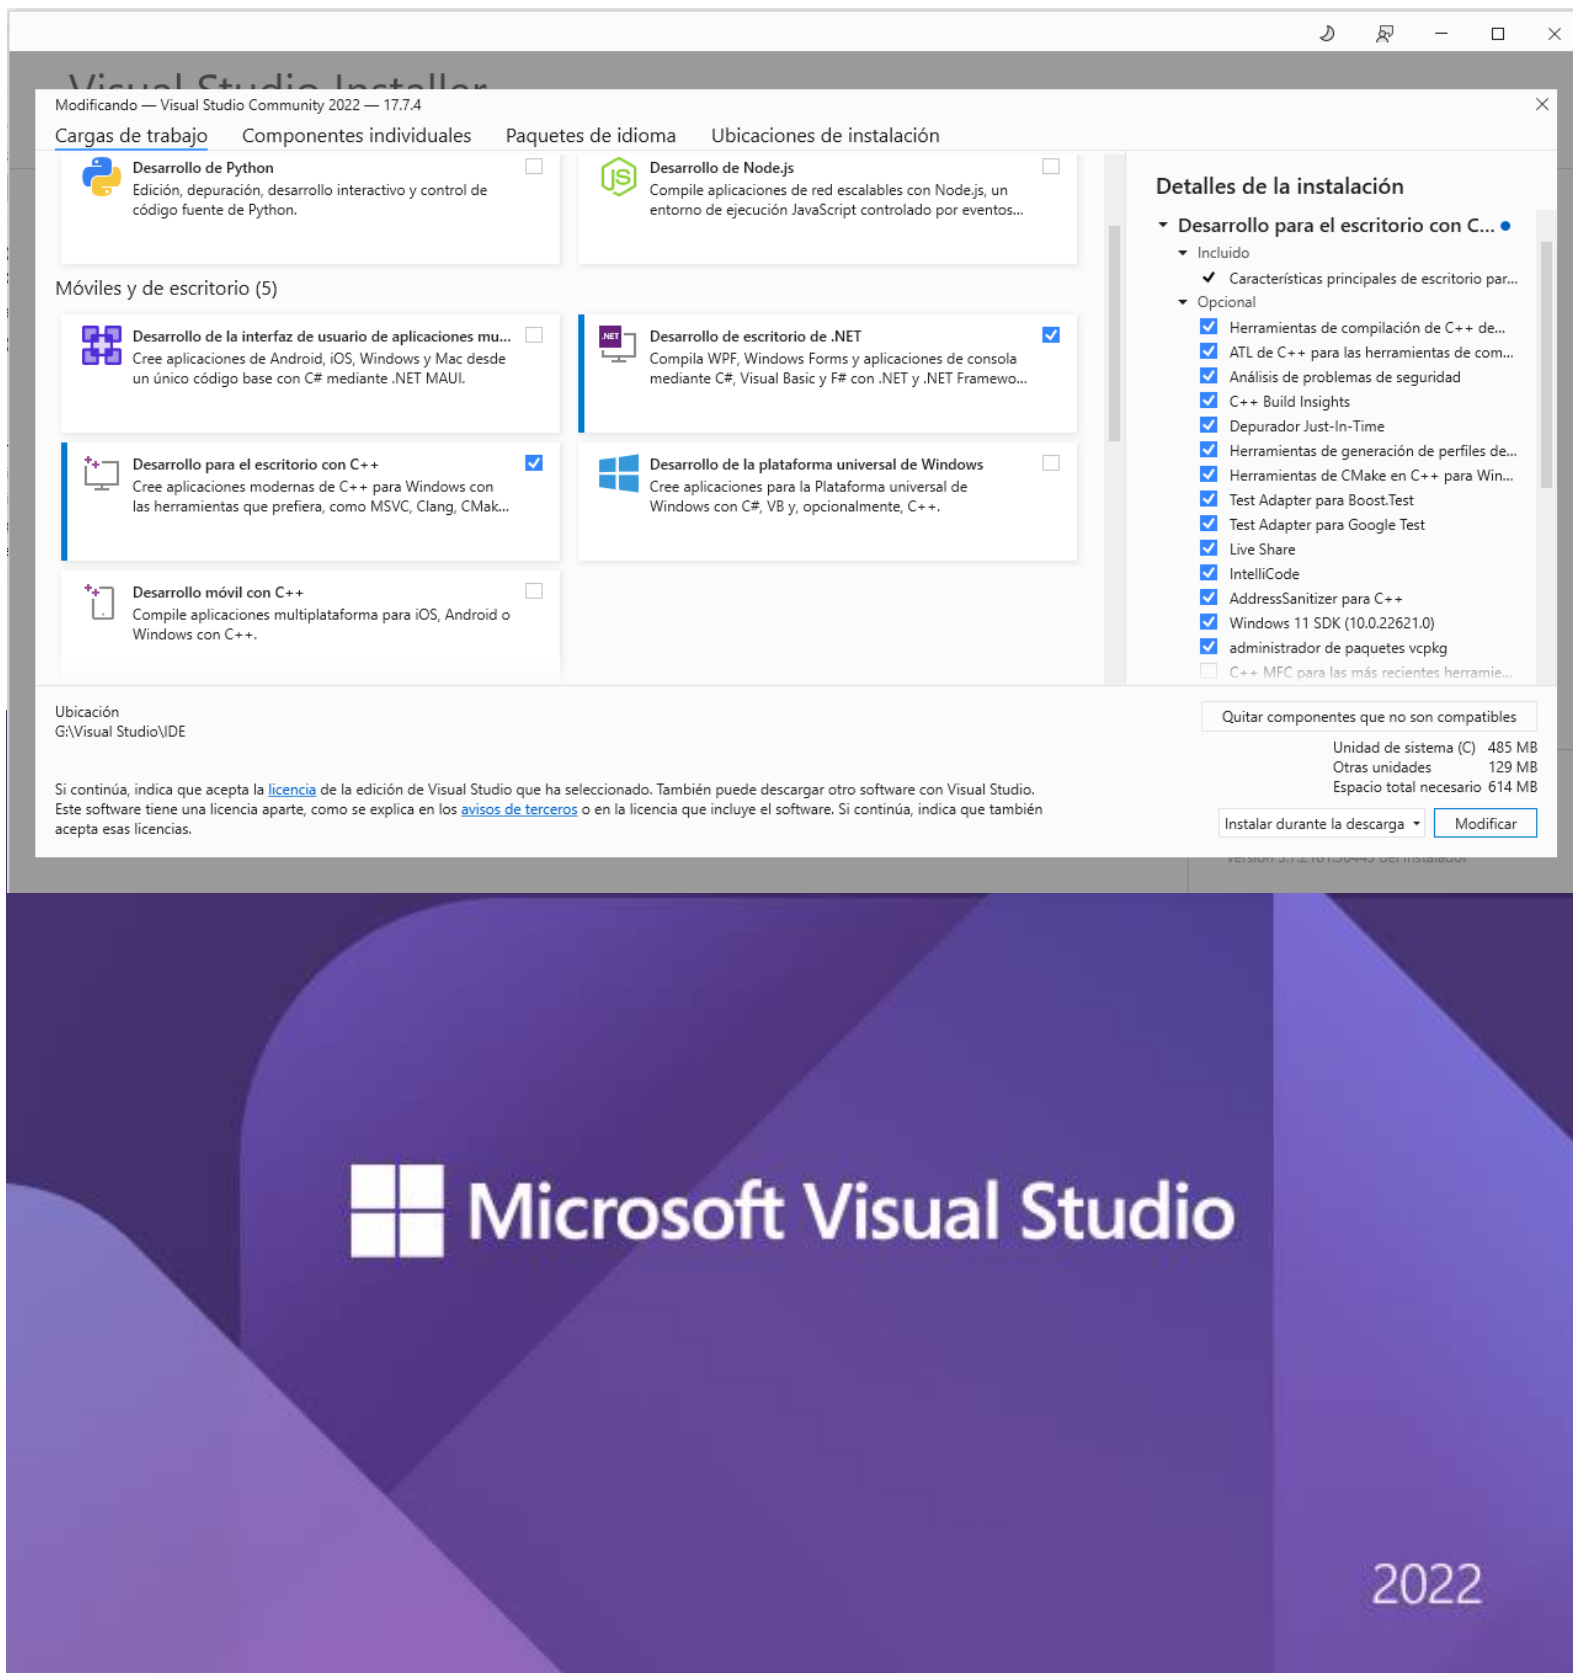 Visual Studio Installer
Modificando — Visual Studio Community 2022 — 17.7.4
Cargas de trabajo
Componentes individuales
Paquetes de idioma
Ubicaciones de instalación
Desarrollo de Python
Edición, depuración, desarrollo interactivo y control de
código fuente de Python.
Desarrollo de Node.js
Compile aplicaciones de red escalables con Node.js, un
entorno de ejecución JavaScript controlado por eventos...
Móviles y de escritorio (5)
Desarrollo de la interfaz de usuario de aplicaciones mu...
Cree aplicaciones de Android, iOS, Windows y Mac desde
un único código base con C# mediante .NET MAUI.
.NET
Desarrollo de escritorio de .NET
Compila WPF, Windows Forms y aplicaciones de consola
mediante C#, Visual Basic y F# con .NET y .NET Framewo...
Desarrollo para el escritorio con C++
Cree aplicaciones modernas de C++ para Windows con
las herramientas que prefiera, como MSVC, Clang, CMak...
Desarrollo de la plataforma universal de Windows
Cree aplicaciones para la Plataforma universal de
Windows con C#, VB y, opcionalmente, C++.
Desarrollo móvil con C++
Compile aplicaciones multiplataforma para iOS, Android o
Windows con C++.
Detalles de la instalación
Desarrollo para el escritorio con C...
Incluido
Características principales de escritorio par...
Opcional
Herramientas de compilación de C++ de...
ATL de C++ para las herramientas de com...
Análisis de problemas de seguridad
C++ Build Insights
Depurador Just-In-Time
Herramientas de generación de perfiles de...
Herramientas de CMake en C++ para Win...
Test Adapter para Boost.Test
Test Adapter para Google Test
Live Share
IntelliCode
AddressSanitizer para C++
Windows 11 SDK (10.0.22621.0)
administrador de paquetes vcpkg
C++ MFC para las más recientes herramie...
Ubicación
G:\Visual Studio\IDE
Si continúa, indica que acepta la licencia de la edición de Visual Studio que ha seleccionado. También puede descargar otro software con Visual Studio.
Este software tiene una licencia aparte, como se explica en los avisos de terceros o en la licencia que incluye el software. Si continúa, indica que también
acepta esas licencias.
Quitar componentes que no son compatibles
Unidad de sistema (C) 485 MB
Otras unidades 129 MB
Espacio total necesario 614 MB
Instalar durante la descarga
Modificar
del instalador
Microsoft Visual Studio
2022